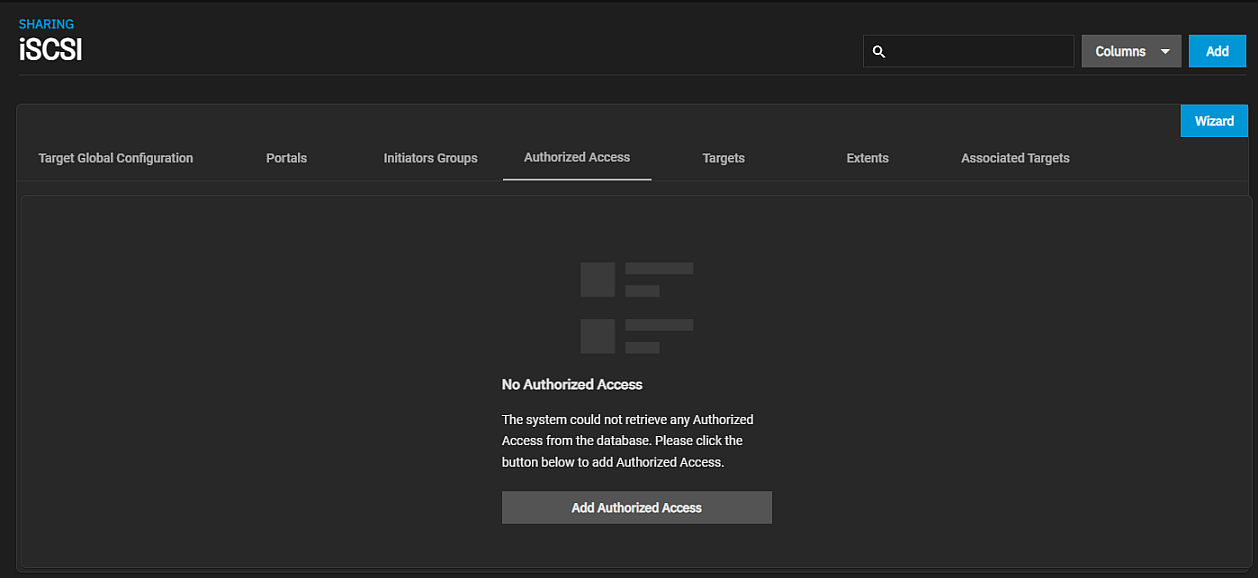 SHARING
iSCSI
Columns
Add
Wizard
Target Global Configuration
Portals
Initiators Groups
Authorized Access
Targets
Extents
Associated Targets
No Authorized Access
The system could not retrieve any Authorized
Access from the database. Please click the
button below to add Authorized Access.
Add Authorized Access